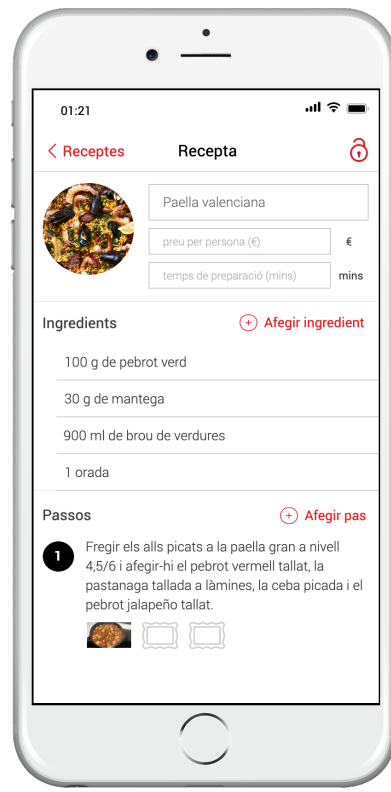 01:21
Receptes
Recepta
Paella valenciana
preu per persona (€)
€
temps de preparació (mins)
mins
Ingredients
Afegir ingredient
100 g de pebrot verd
30 g de mantega
900 ml de brou de verdures
1 orada
Passos
Afegir pas
1
Fregir els alls picats a la paella gran a nivell
4,5/6 i afegir-hi el pebrot vermell tallat, la
pastanaga tallada a làmines, la ceba picada i el
pebrot jalapeño tallat.